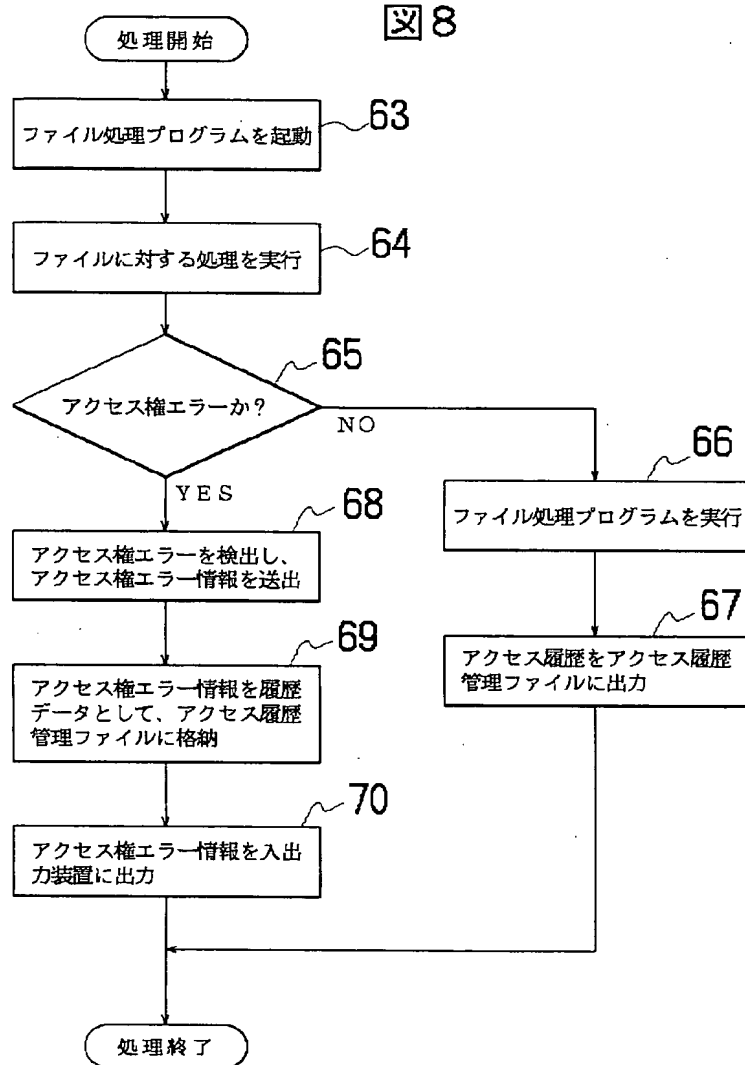 図8
処理開始
ファイル処理プログラムを起動
63
ファイルに対する処理を実行
64
アクセス権エラーか?
65
NO
YES
ファイル処理プログラムを実行
66
アクセス履歴をアクセス履歴
管理ファイルに出力
67
アクセス権エラーを検出し、
アクセス権エラー情報を送出
68
アクセス権エラー情報を履歴
データとして、アクセス履歴
管理ファイルに格納
69
アクセス権エラー情報を入出
力装置に出力
70
処理終了